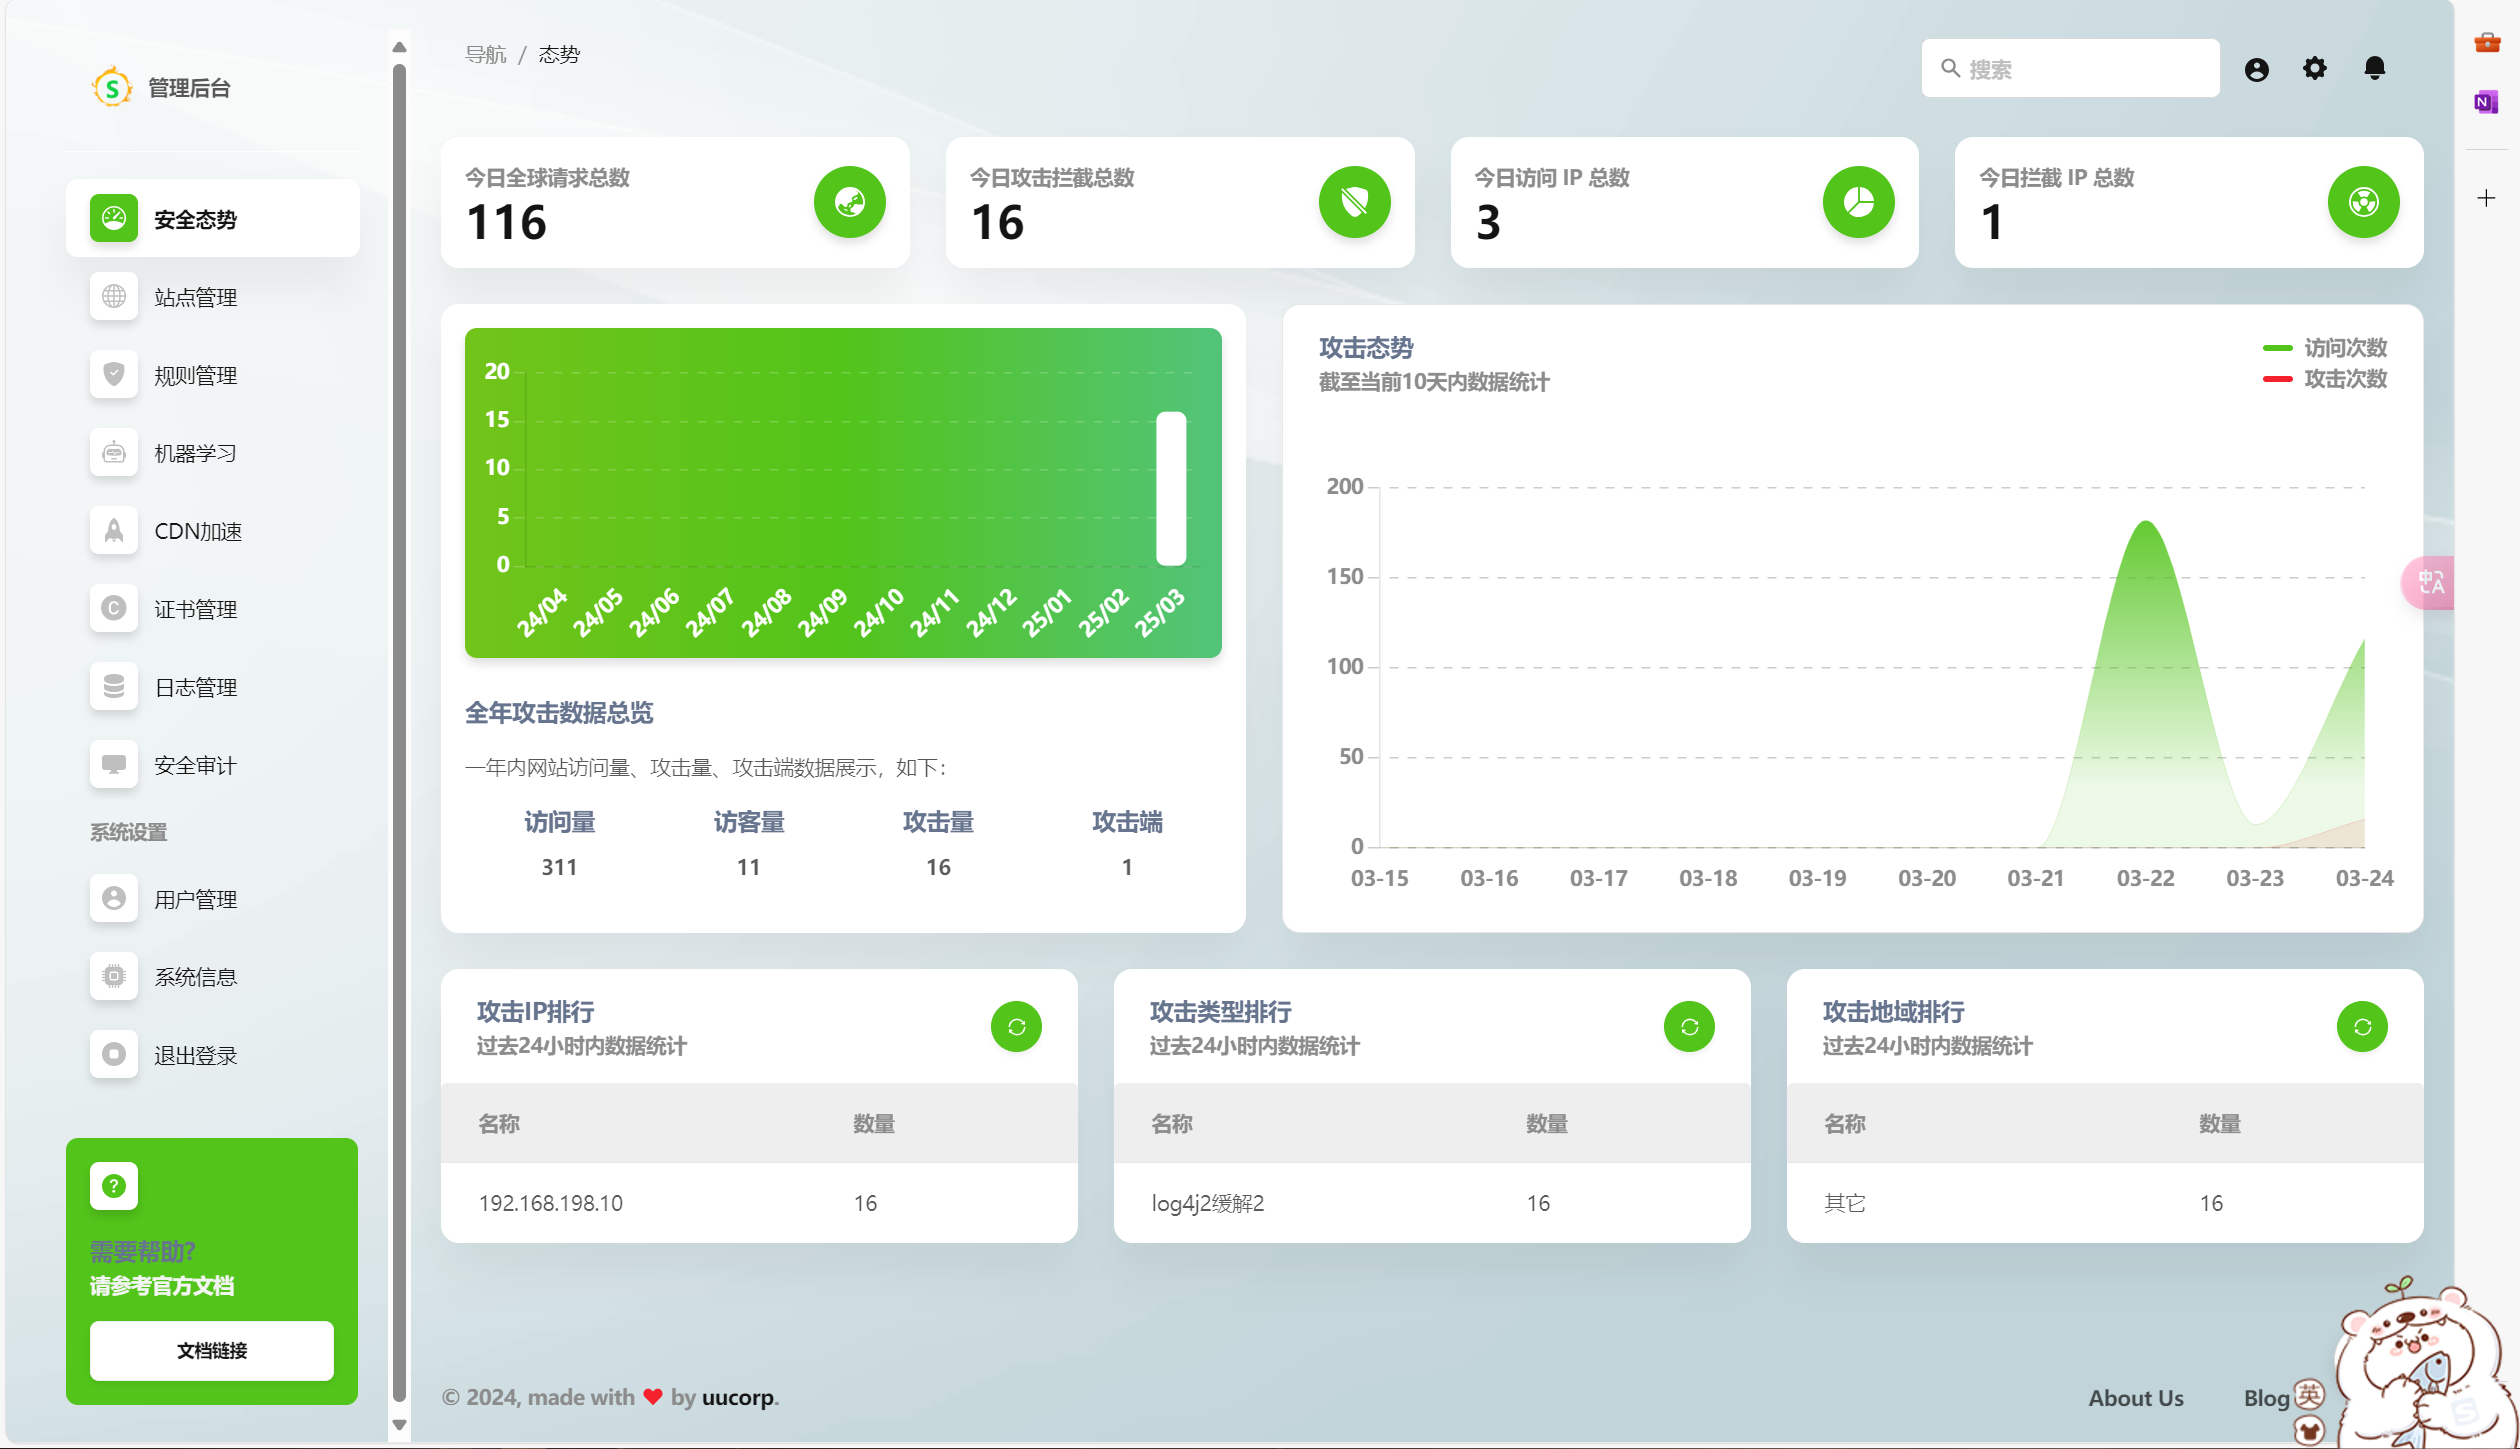 管理后台
安全态势
站点管理
规则管理
机器学习
CDN加速
证书管理
日志管理
安全审计
系统设置
用户管理
系统信息
退出登录
需要帮助?
请参考官方文档
文档链接
导航 / 态势
搜索
今日全球请求总数
116
今日攻击拦截总数
16
今日访问 IP 总数
3
今日拦截 IP 总数
1
20
15
10
5
0
24/04 24/05 24/06 24/07 24/08 24/09 24/10 24/11 24/12 25/01 25/02 25/03
全年攻击数据总览
一年内网站访问量、攻击量、攻击端数据展示，如下：
访问量 访客量 攻击量 攻击端
311 11 16 1
攻击态势
截至当前10天内数据统计
访问次数
攻击次数
200
150
100
50
0
03-15 03-16 03-17 03-18 03-19 03-20 03-21 03-22 03-23 03-24
攻击IP排行
过去24小时内数据统计
名称 数量
192.168.198.10 16
攻击类型排行
过去24小时内数据统计
名称 数量
log4j2缓解2 16
攻击地域排行
过去24小时内数据统计
名称 数量
其它 16
© 2024, made with ❤ by uucorp.
About Us Blog
英